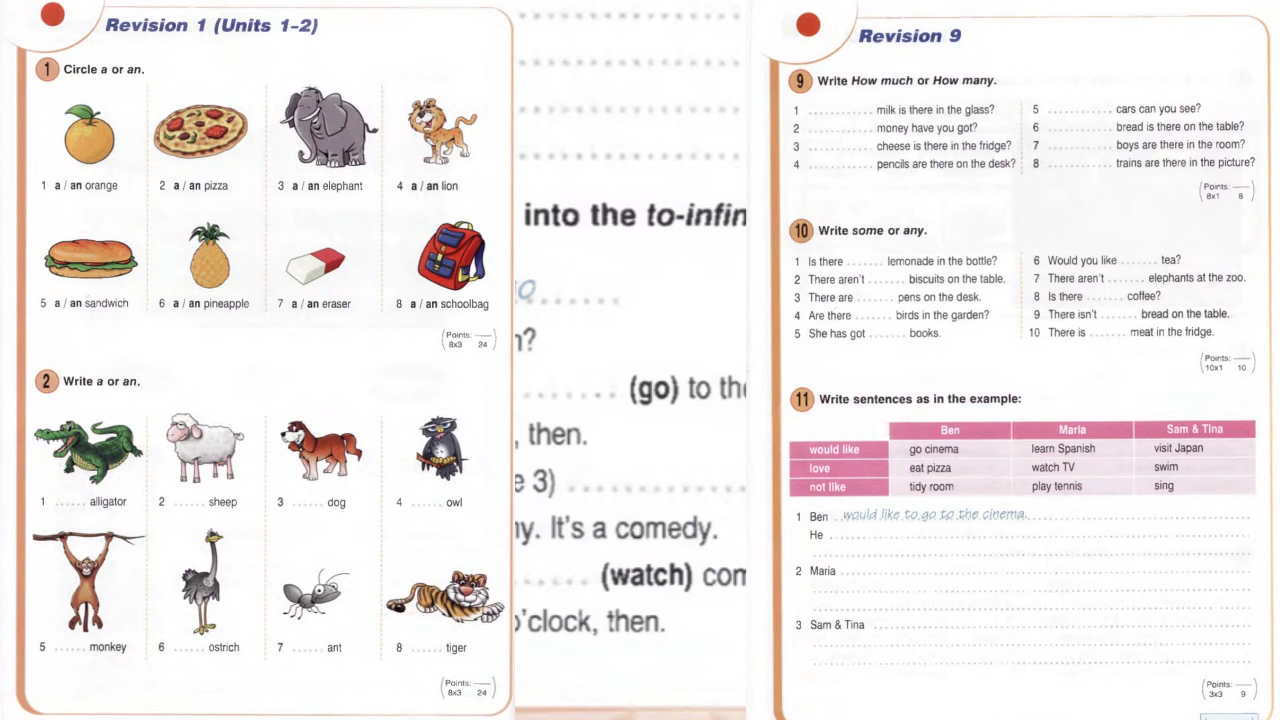 Revision 1 (Units 1-2)
1 Circle a or an.
1 a / an orange
2 a / an pizza
3 a / an elephant
4 a / an lion
5 a / an sandwich
6 a / an pineapple
7 a / an eraser
8 a / an schoolbag
(Points: ___
8x3 24)
2 Write a or an.
1 ...... alligator
2 ...... sheep
3 ...... dog
4 ...... owl
5 ...... monkey
6 ...... ostrich
7 ...... ant
8 ...... tiger
(Points: ___
8x3 24)
into the to-infin
?
(go) to the
, then.
e 3)
y. It's a comedy.
(watch) com
o'clock, then.
Revision 9
9 Write How much or How many.
1 ............ milk is there in the glass?
2 ............ money have you got?
3 ............ cheese is there in the fridge?
4 ............ pencils are there on the desk?
5 ............ cars can you see?
6 ............ bread is there on the table?
7 ............ boys are there in the room?
8 ............ trains are there in the picture?
(Points: ___
8x1 8)
10 Write some or any.
1 Is there ....... lemonade in the bottle?
2 There aren't ....... biscuits on the table.
3 There are ....... pens on the desk.
4 Are there ....... birds in the garden?
5 She has got ....... books.
6 Would you like ....... tea?
7 There aren't ....... elephants at the zoo.
8 Is there ....... coffee?
9 There isn't ....... bread on the table.
10 There is ....... meat in the fridge.
(Points: ___
10x1 10)
11 Write sentences as in the example:
Ben Maria Sam & Tina
would like go cinema learn Spanish visit Japan
love eat pizza watch TV swim
not like tidy room play tennis sing
1 Ben would like to go to the cinema.
He
2 Maria
3 Sam & Tina
(Points: ___
3x3 9)